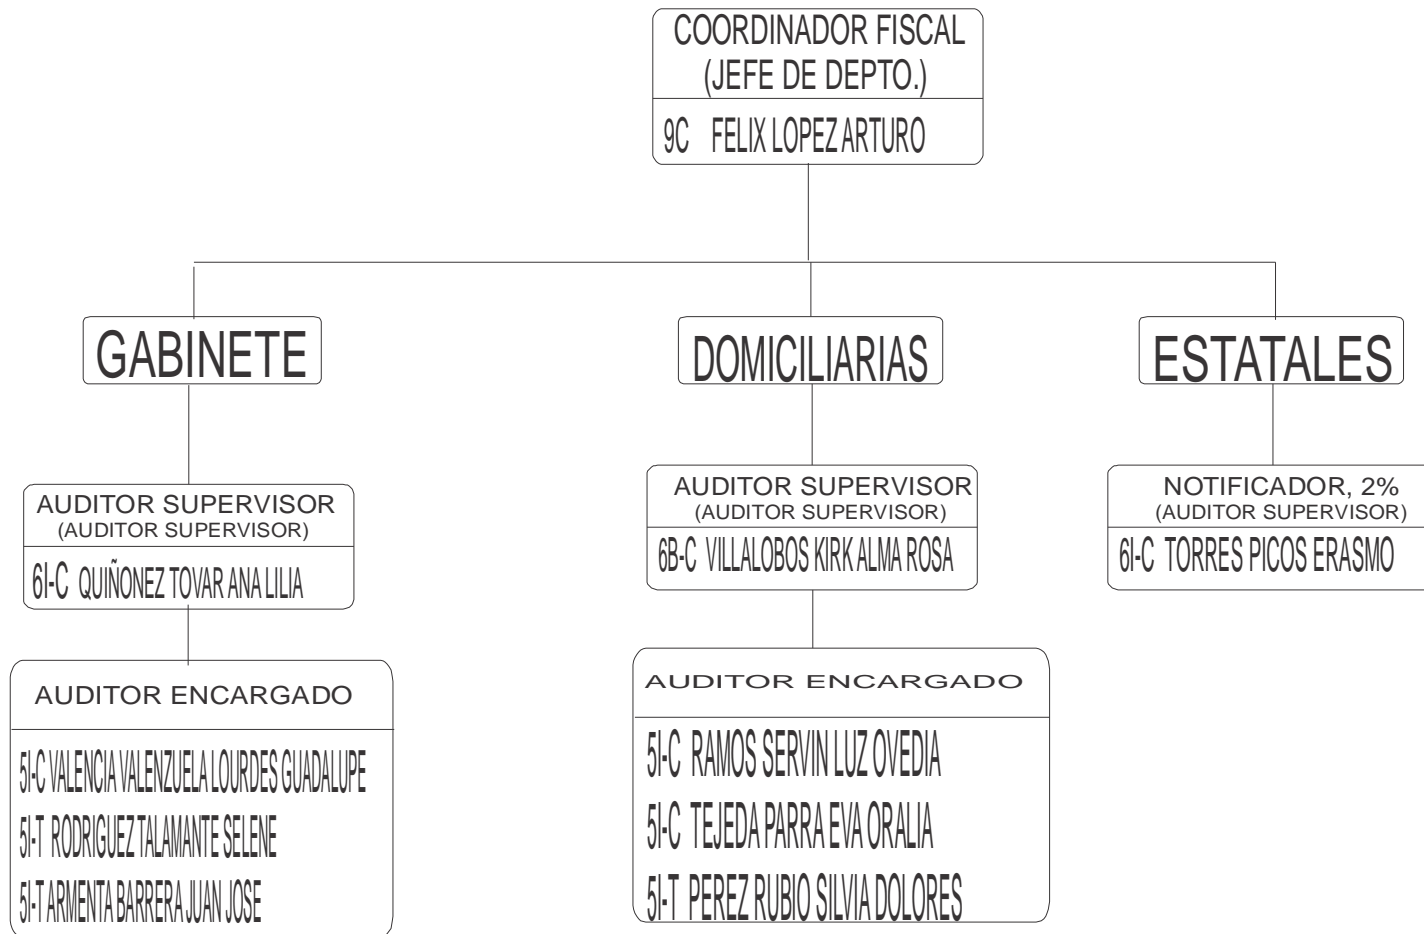 COORDINADOR FISCAL
(JEFE DE DEPTO.)
9C FELIX LOPEZ ARTURO
GABINETE
DOMICILIARIAS
ESTATALES
AUDITOR SUPERVISOR
(AUDITOR SUPERVISOR)
6I-C QUIÑONEZ TOVAR ANA LILIA
AUDITOR SUPERVISOR
(AUDITOR SUPERVISOR)
6B-C VILLALOBOS KIRK ALMA ROSA
NOTIFICADOR, 2%
(AUDITOR SUPERVISOR)
6I-C TORRES PICOS ERASMO
AUDITOR ENCARGADO
5I-C VALENCIA VALENZUELA LOURDES GUADALUPE
5I-T RODRIGUEZ TALAMANTE SELENE
5I-T ARMENTA BARRERA JUAN JOSE
AUDITOR ENCARGADO
5I-C RAMOS SERVIN LUZ OVEDIA
5I-C TEJEDA PARRA EVA ORALIA
5I-T PEREZ RUBIO SILVIA DOLORES